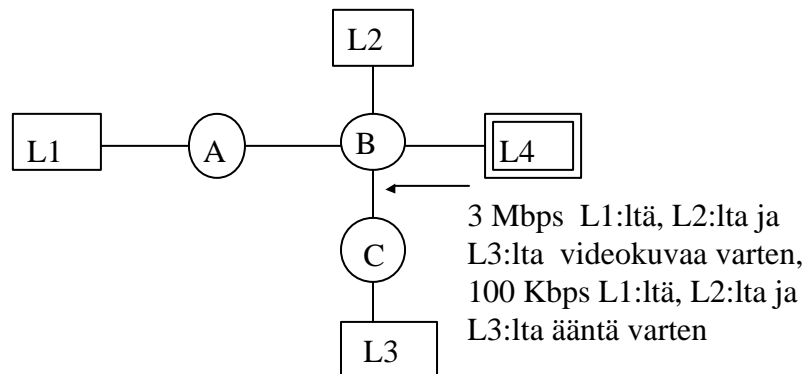 L2
L1
A
B
L4
3 Mbps L1:ltä, L2:lta ja
L3:lta videokuvaa varten,
C
100 Kbps L1:ltä, L2:lta ja
L3:lta ääntä varten
L3